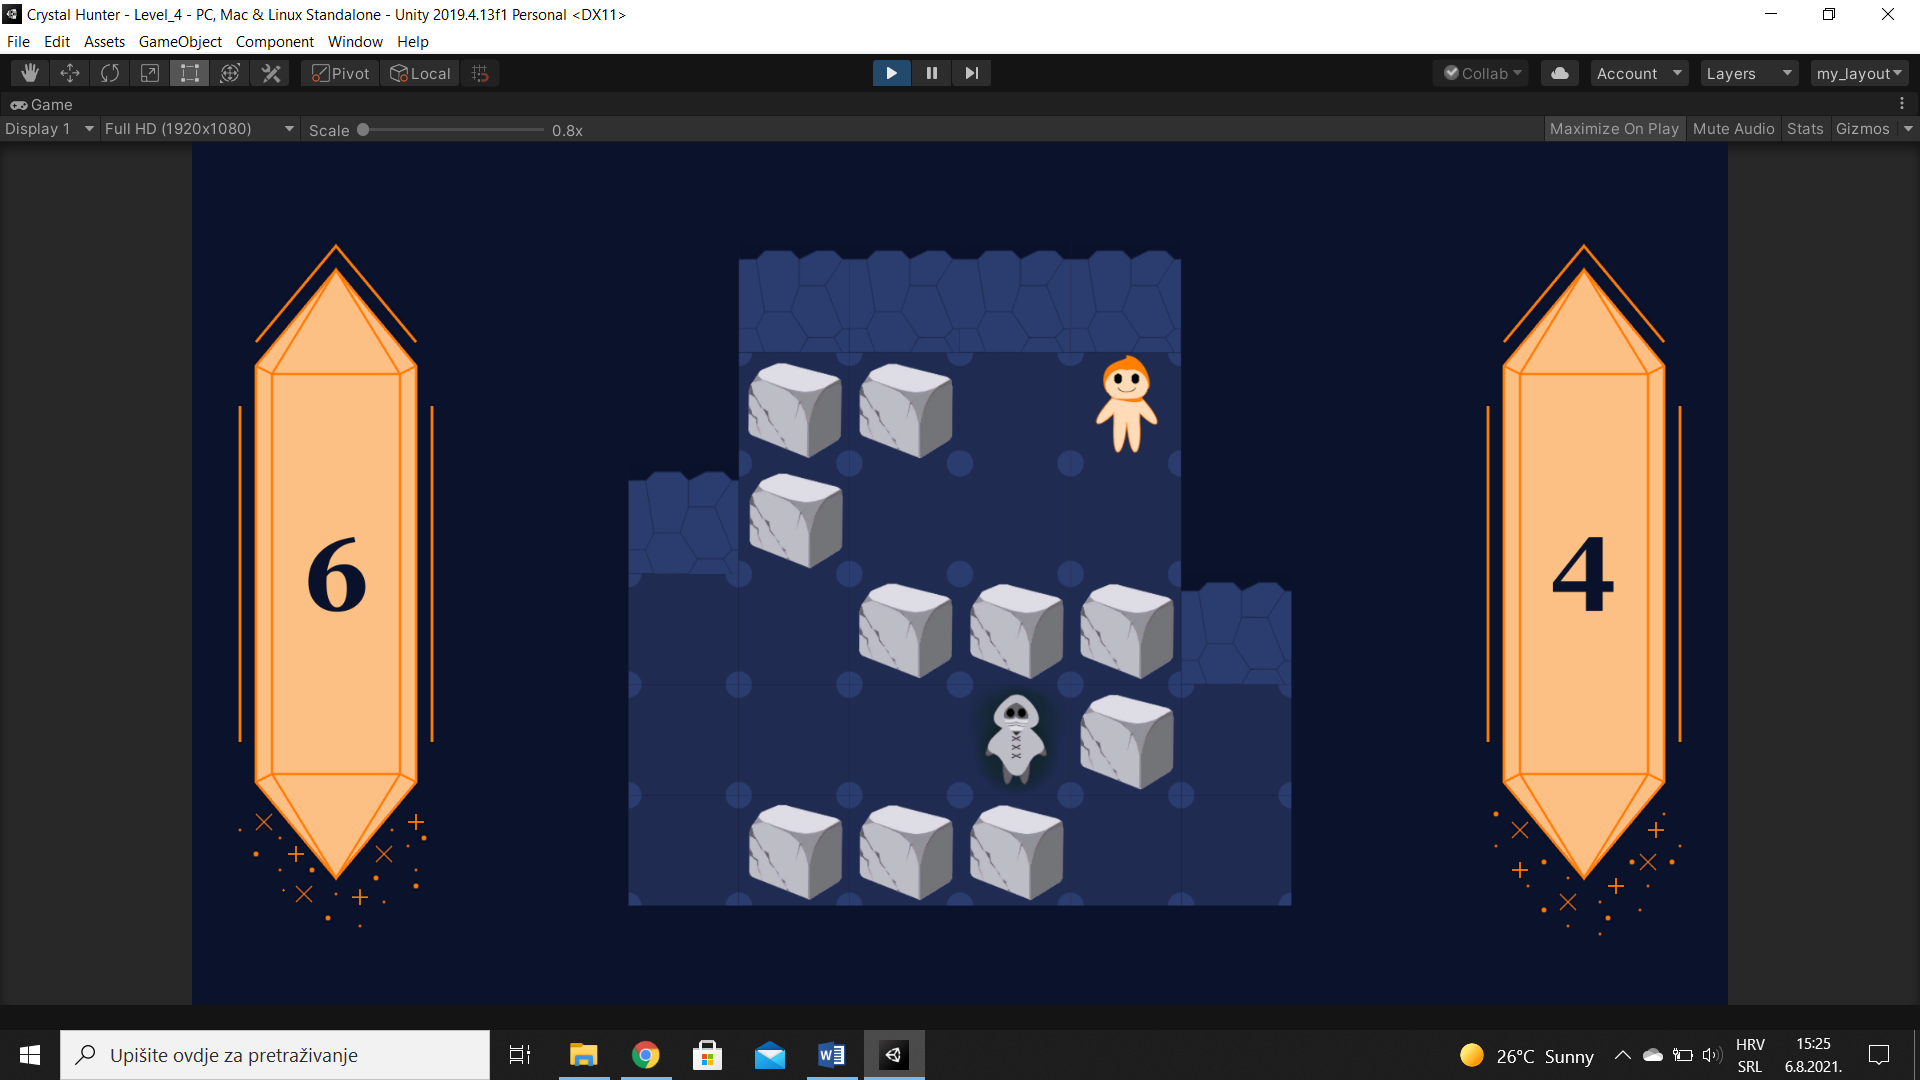 Crystal Hunter - Level_4 - PC, Mac & Linux Standalone - Unity 2019.4.13f1 Personal <DX11>
File Edit Assets GameObject Component Window Help
Pivot Local Collab Account Layers my_layout
Game
Display 1 Full HD (1920x1080) Scale 0.8x Maximize On Play Mute Audio Stats Gizmos
6 4
Upišite ovdje za pretraživanje 26°C Sunny HRV 15:25
SRL 6.8.2021.